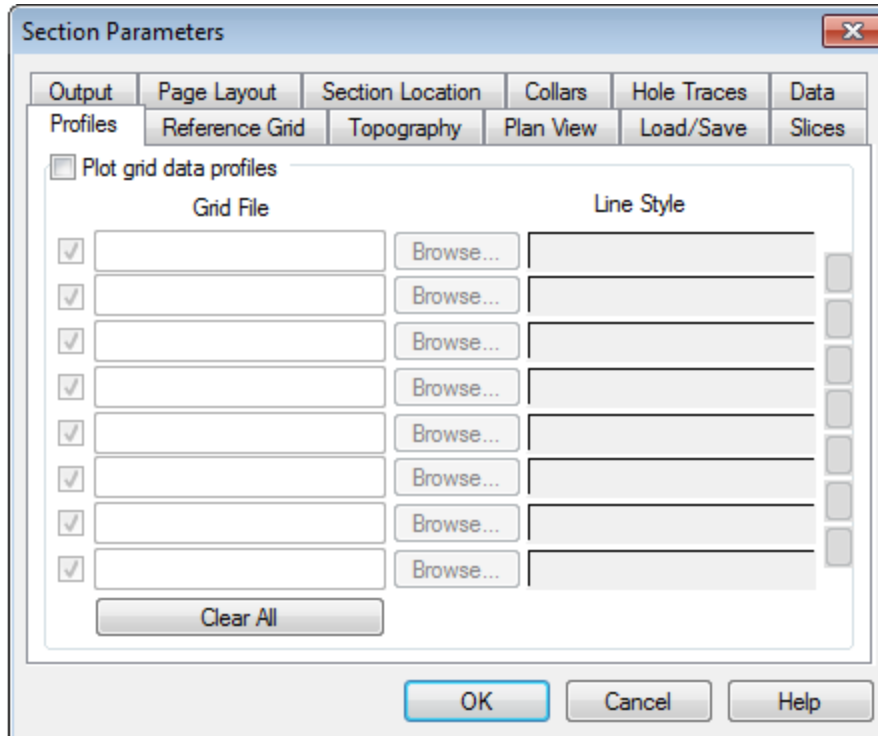 Section Parameters
Output Page Layout Section Location Collars Hole Traces Data
Profiles Reference Grid Topography Plan View Load/Save Slices
Plot grid data profiles
Grid File Line Style
Browse...
Browse...
Browse...
Browse...
Browse...
Browse...
Browse...
Browse...
Clear All
OK Cancel Help